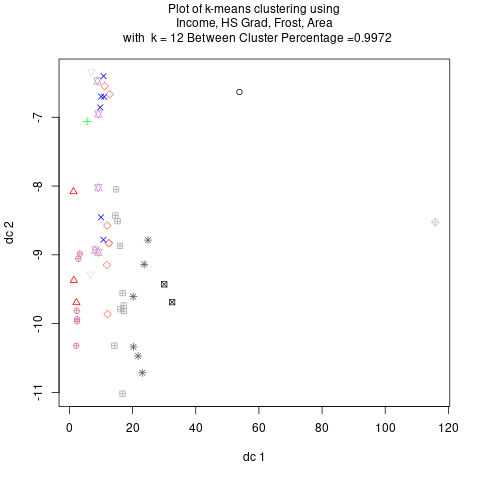 Plot of k-means clustering using
Income, HS Grad, Frost, Area
with k = 12 Between Cluster Percentage =0.9972
-7
-8
-9
-10
-11
dc 2
0 20 40 60 80 100 120
dc 1